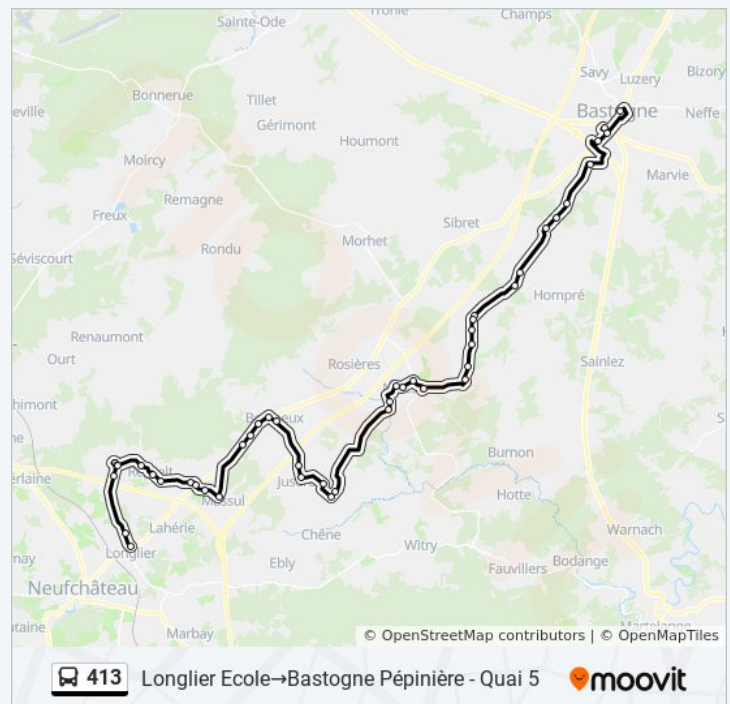 Tronle
Champs
Sainte-Ode
Savy
Luzery
Bizory
Bonnerue
Tillet
Bastogne
Neffe
eville
Gérimont
Houmont
Moircy
Marvie
Remagne
Freux
Sibret
Morhet
Rondu
Séviscourt
Hompré
Renaumont
Rosières
Sainlez
Ourt
himont
S
Burnon
erlaine
Hotte
Massul
Lahérie
Chêne
Warnach
Longlier
Witry
nay
Ebly
Fauvillers
Bodange
Neufchâteau
taine
Marbay
Martelange
© OpenStreetMap contributors | © OpenMapTiles
413 Longlier Ecole→Bastogne Pépinière - Quai 5 moovit